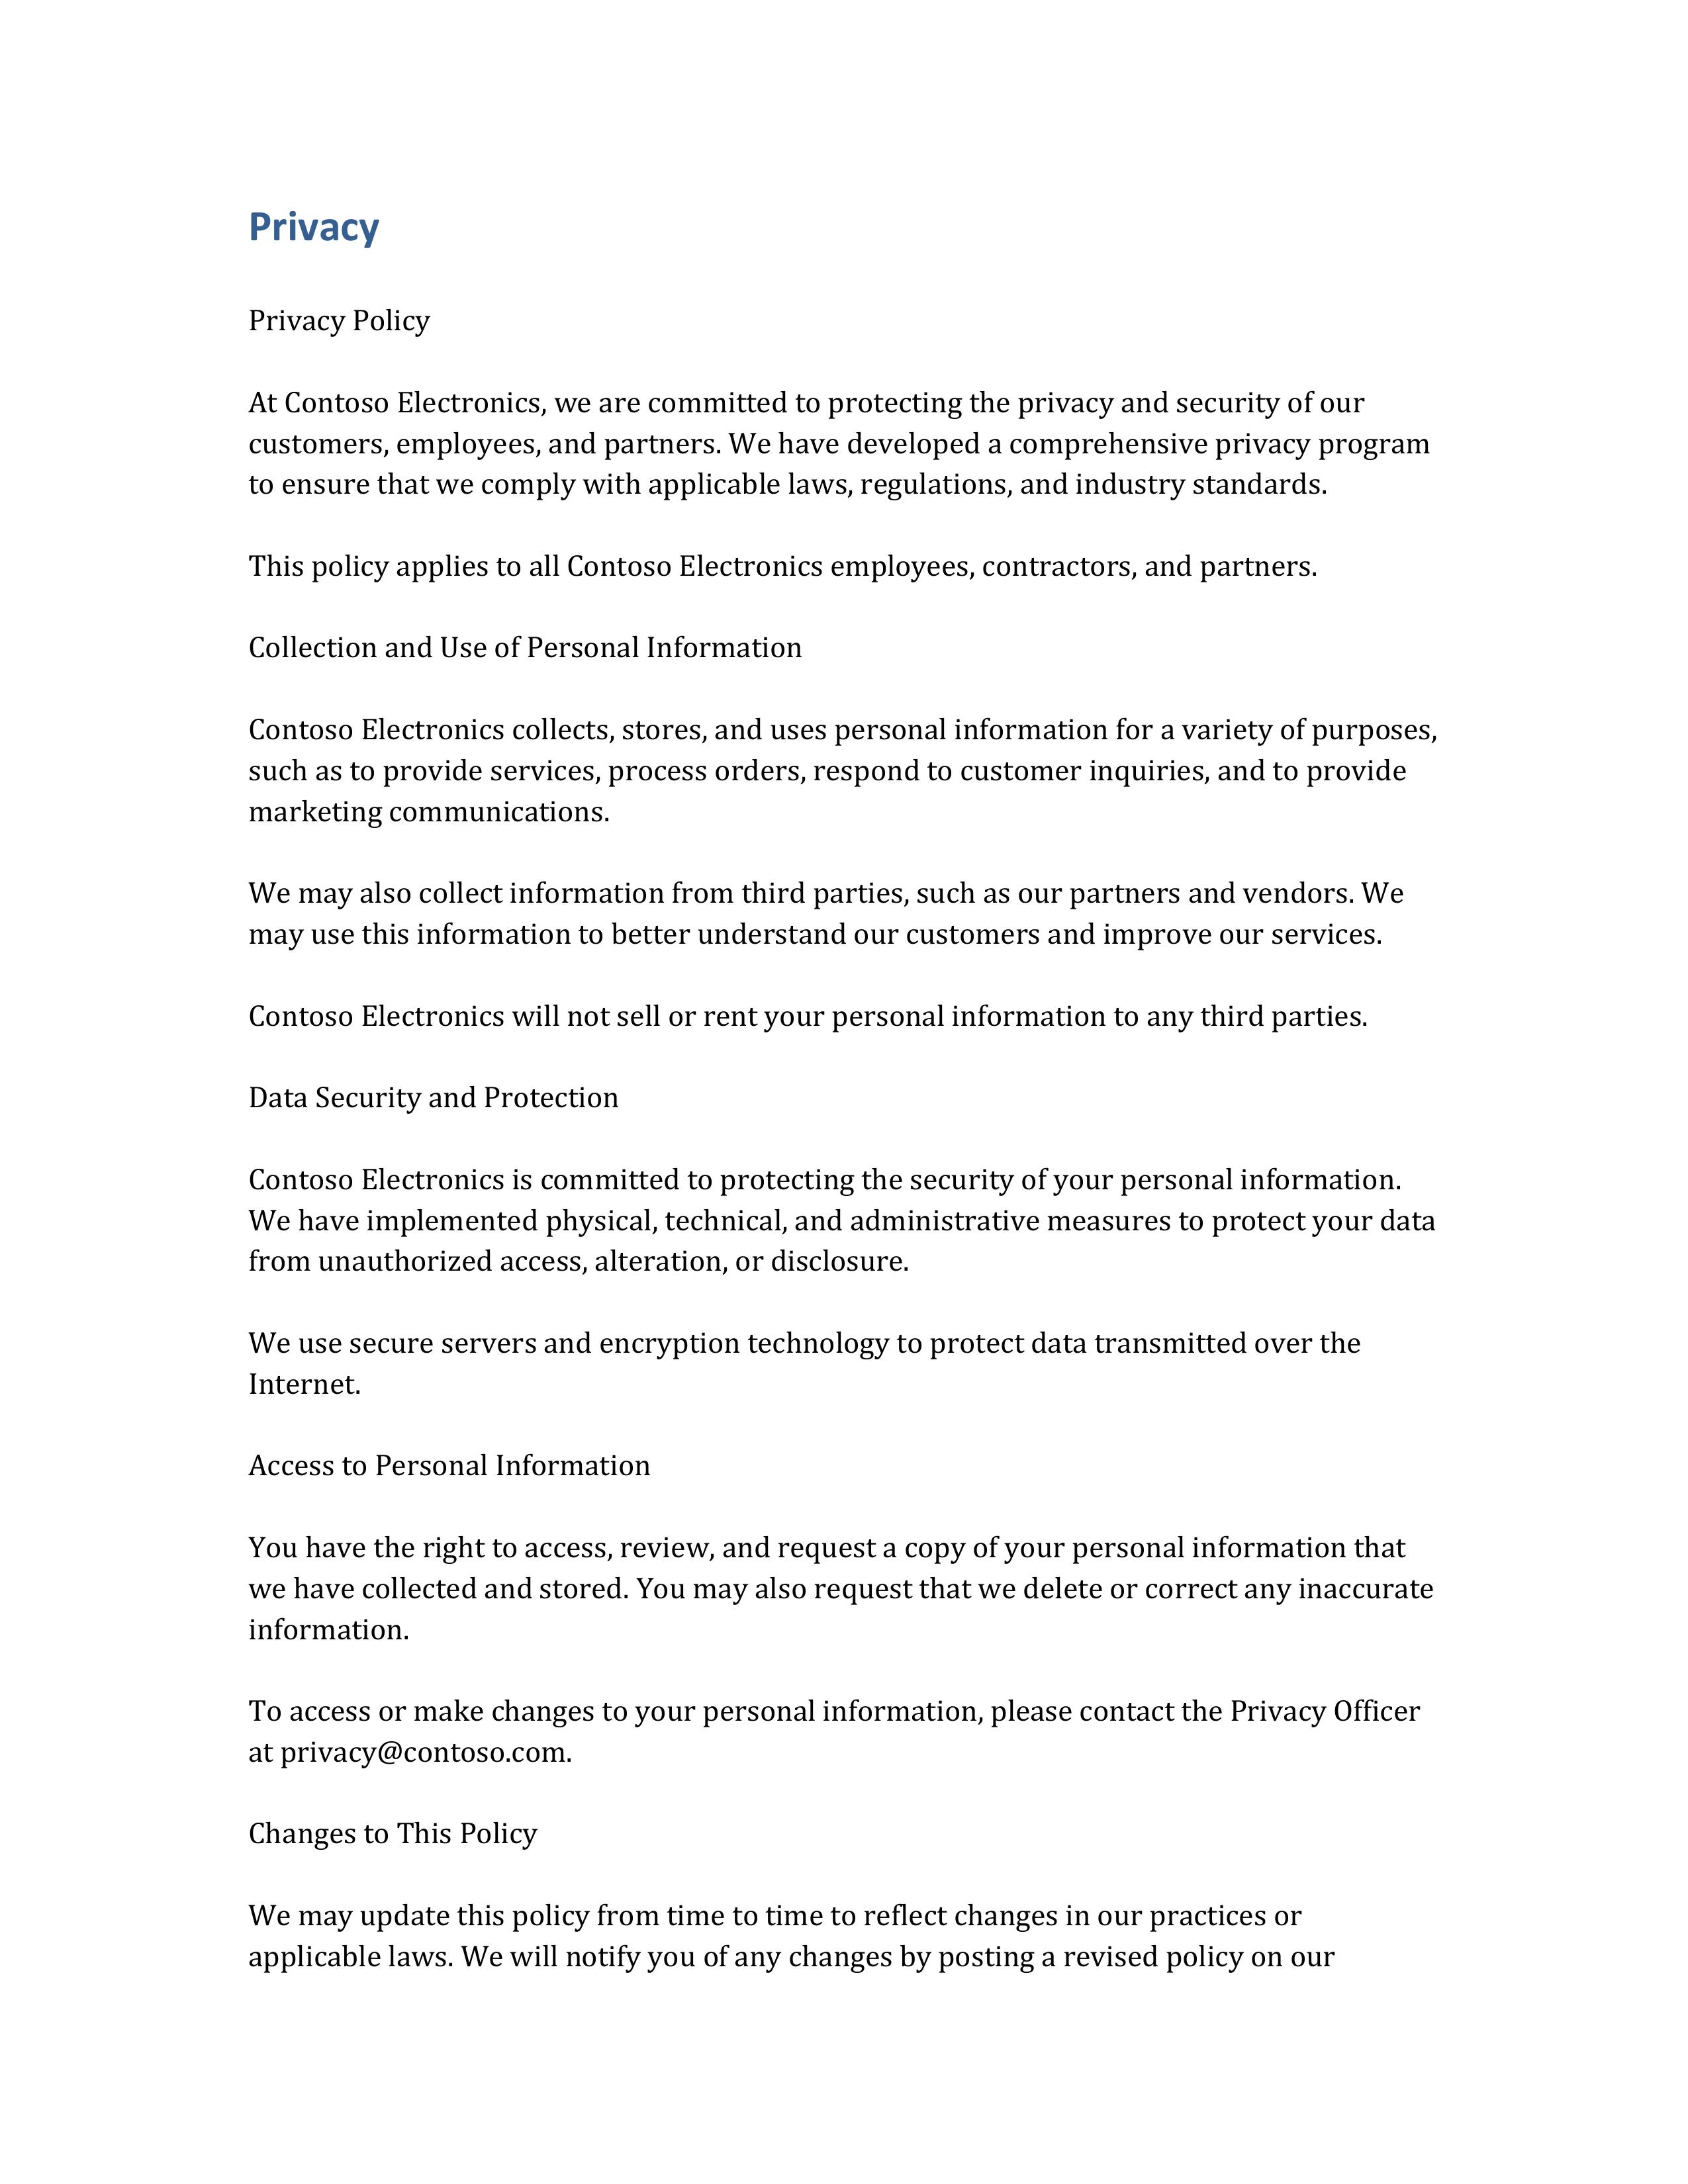 Privacy
Privacy Policy
At Contoso Electronics, we are committed to protecting the privacy and security of our
customers, employees, and partners. We have developed a comprehensive privacy program
to ensure that we comply with applicable laws, regulations, and industry standards.
This policy applies to all Contoso Electronics employees, contractors, and partners.
Collection and Use of Personal Information
Contoso Electronics collects, stores, and uses personal information for a variety of purposes,
such as to provide services, process orders, respond to customer inquiries, and to provide
marketing communications.
We may also collect information from third parties, such as our partners and vendors. We
may use this information to better understand our customers and improve our services.
Contoso Electronics will not sell or rent your personal information to any third parties.
Data Security and Protection
Contoso Electronics is committed to protecting the security of your personal information.
We have implemented physical, technical, and administrative measures to protect your data
from unauthorized access, alteration, or disclosure.
We use secure servers and encryption technology to protect data transmitted over the
Internet.
Access to Personal Information
You have the right to access, review, and request a copy of your personal information that
we have collected and stored. You may also request that we delete or correct any inaccurate
information.
To access or make changes to your personal information, please contact the Privacy Officer
at privacy@contoso.com.
Changes to This Policy
We may update this policy from time to time to reflect changes in our practices or
applicable laws. We will notify you of any changes by posting a revised policy on our